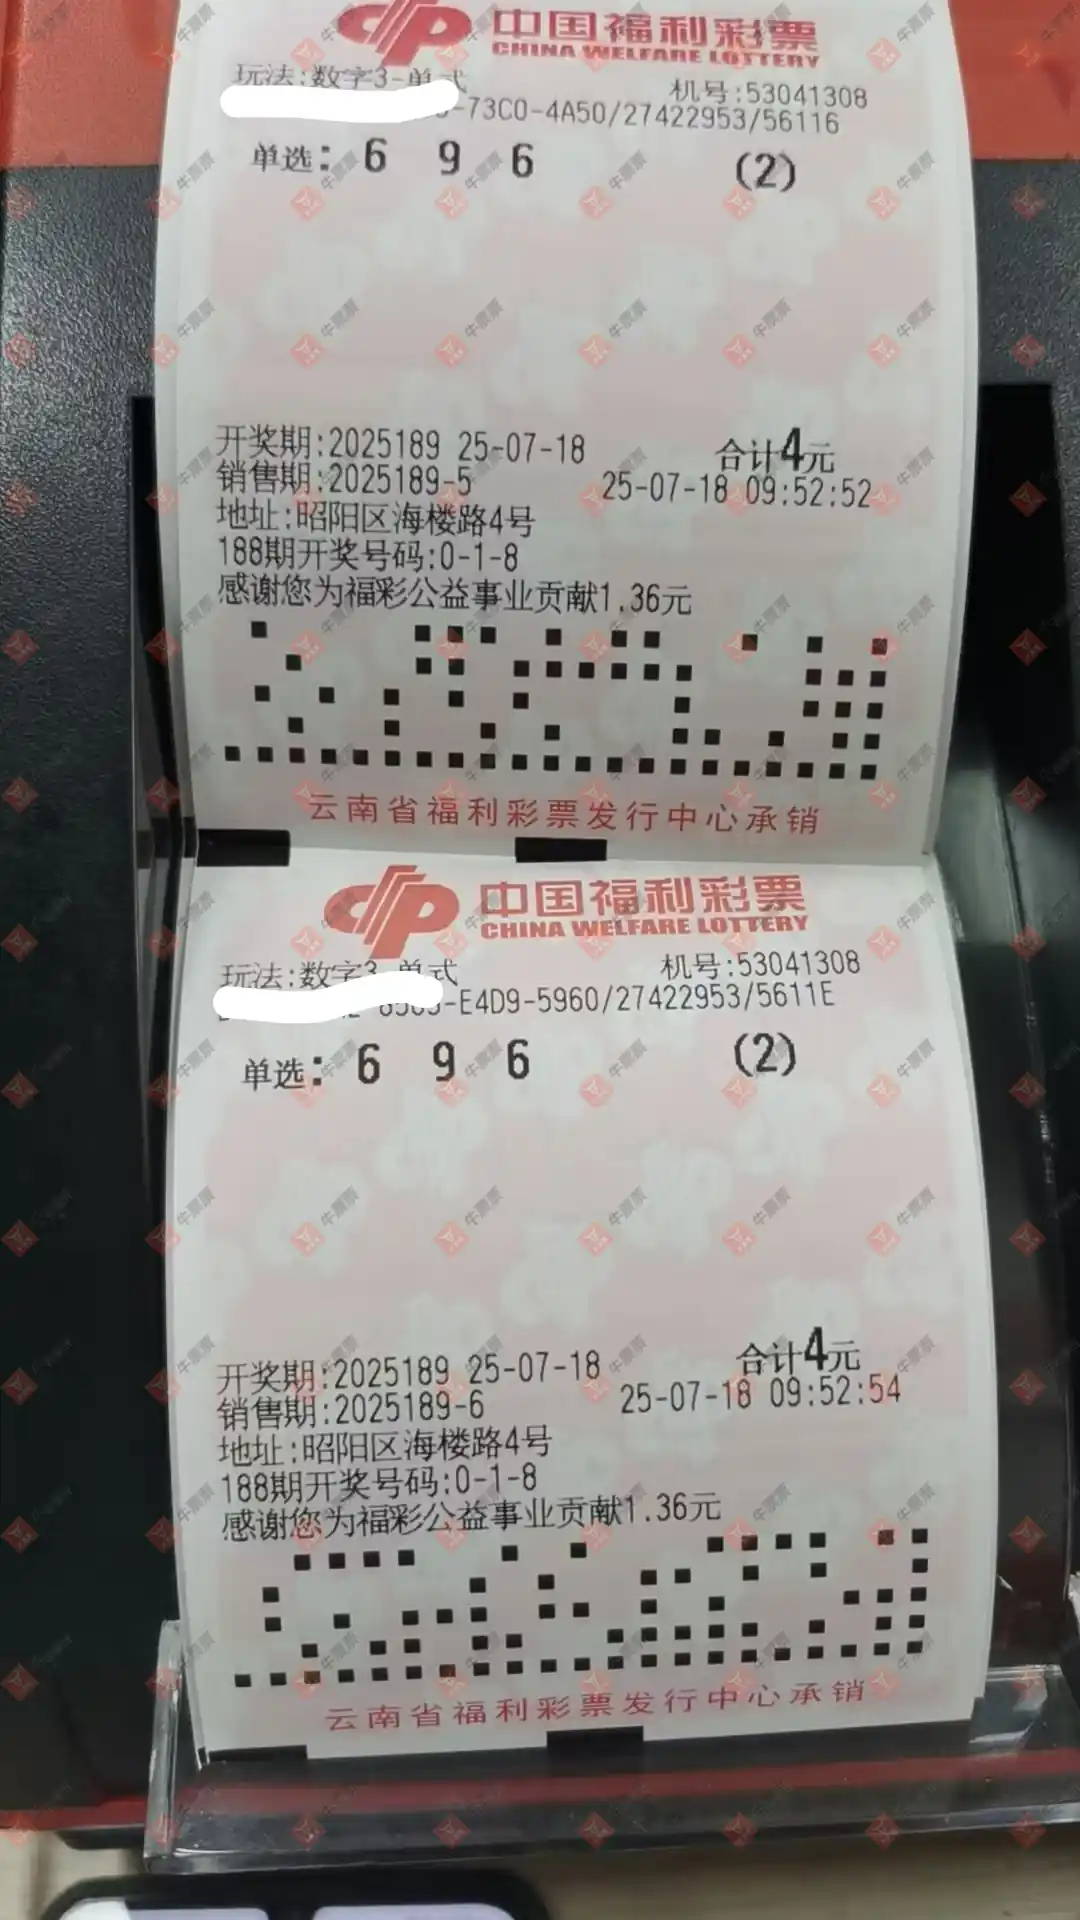 中国福利彩票
CHINA WELFARE LOTTERY
玩法:数字3-单式
机号:53041308
-73C0-4A50/27422953/56116
单选: 6 9 6 (2)
开奖期:2025189 25-07-18 合计4元
销售期:2025189-5 25-07-18 09:52:52
地址:昭阳区海楼路4号
188期开奖号码:0-1-8
感谢您为福彩公益事业贡献1.36元
云南省福利彩票发行中心承销
中国福利彩票
CHINA WELFARE LOTTERY
玩法:数字3-单式 机号:53041308
-E4D9-5960/27422953/5611E
单选: 6 9 6 (2)
开奖期:2025189 25-07-18 合计4元
销售期:2025189-6 25-07-18 09:52:54
地址:昭阳区海楼路4号
188期开奖号码:0-1-8
感谢您为福彩公益事业贡献1.36元
云南省福利彩票发行中心承销
牛票票